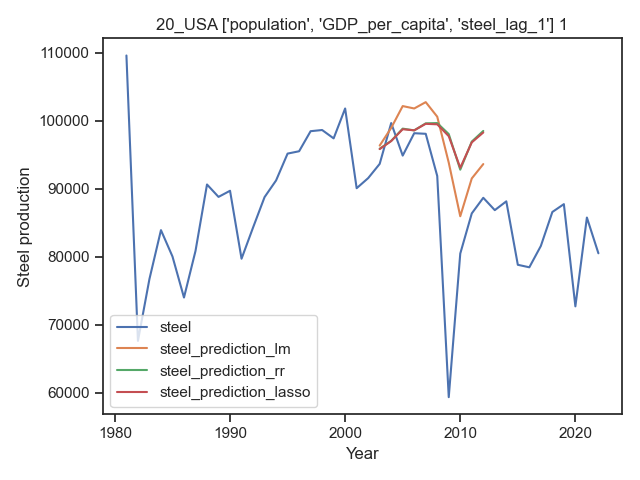 20_USA ['population', 'GDP_per_capita', 'steel_lag_1'] 1
110000
100000
90000
80000
70000
60000
Steel production
steel
steel_prediction_lm
steel_prediction_rr
steel_prediction_lasso
1980
1990
2000
2010
2020
Year